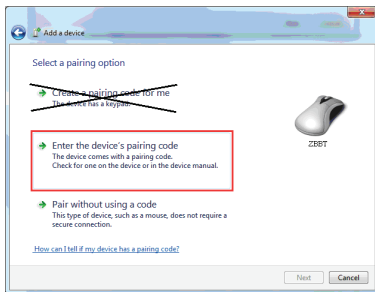 Add a device
Select a pairing option
Create a pairing code for me
The device has a keypad.
Enter the device's pairing code
The device comes with a pairing code.
Check for one on the device or in the device manual.
ZBBT
Pair without using a code
This type of device, such as a mouse, does not require a
secure connection.
How can I tell if my device has a pairing code?
Next
Cancel